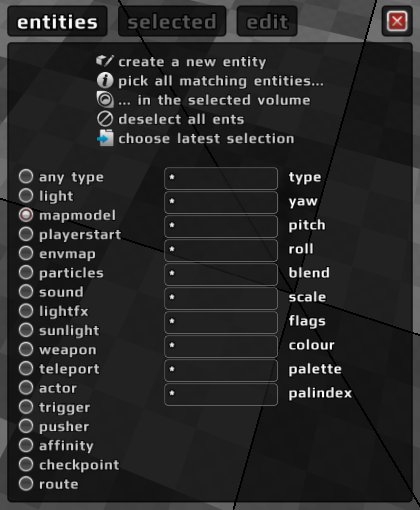 entities selected edit
create a new entity
pick all matching entities...
... in the selected volume
deselect all ents
choose latest selection
any type * type
light * yaw
mapmodel * pitch
playerstart * roll
envmap * blend
particles * scale
sound * flags
lightfx * colour
sunlight * palette
weapon * palindex
teleport
actor
trigger
pusher
affinity
checkpoint
route